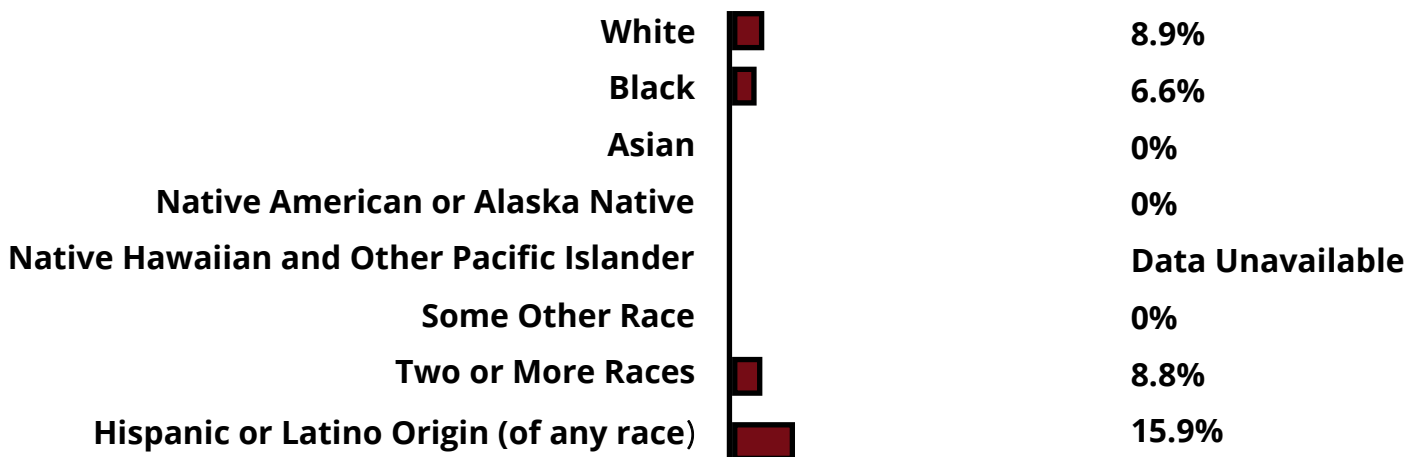 White 8.9%
Black 6.6%
Asian 0%
Native American or Alaska Native 0%
Native Hawaiian and Other Pacific Islander Data Unavailable
Some Other Race 0%
Two or More Races 8.8%
Hispanic or Latino Origin (of any race) 15.9%